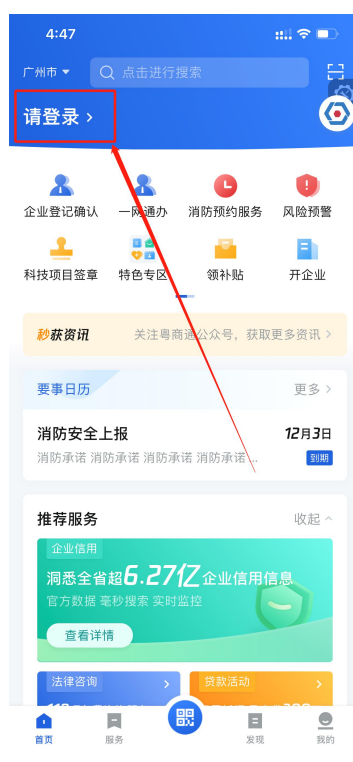 4:47
广州市
点击进行搜索
请登录
企业登记确认 一网通办 消防预约服务 风险预警
科技项目签章 特色专区 领补贴 开企业
秒获资讯 关注粤商通公众号，获取更多资讯
要事日历 更多
消防安全上报 12月3日
消防承诺 消防承诺 消防承诺 消防承诺 ... 到期
推荐服务 收起
企业信用
洞悉全省超6.27亿企业信用信息
官方数据 毫秒搜索 实时监控
查看详情
法律咨询 贷款活动
首页 服务 发现 我的